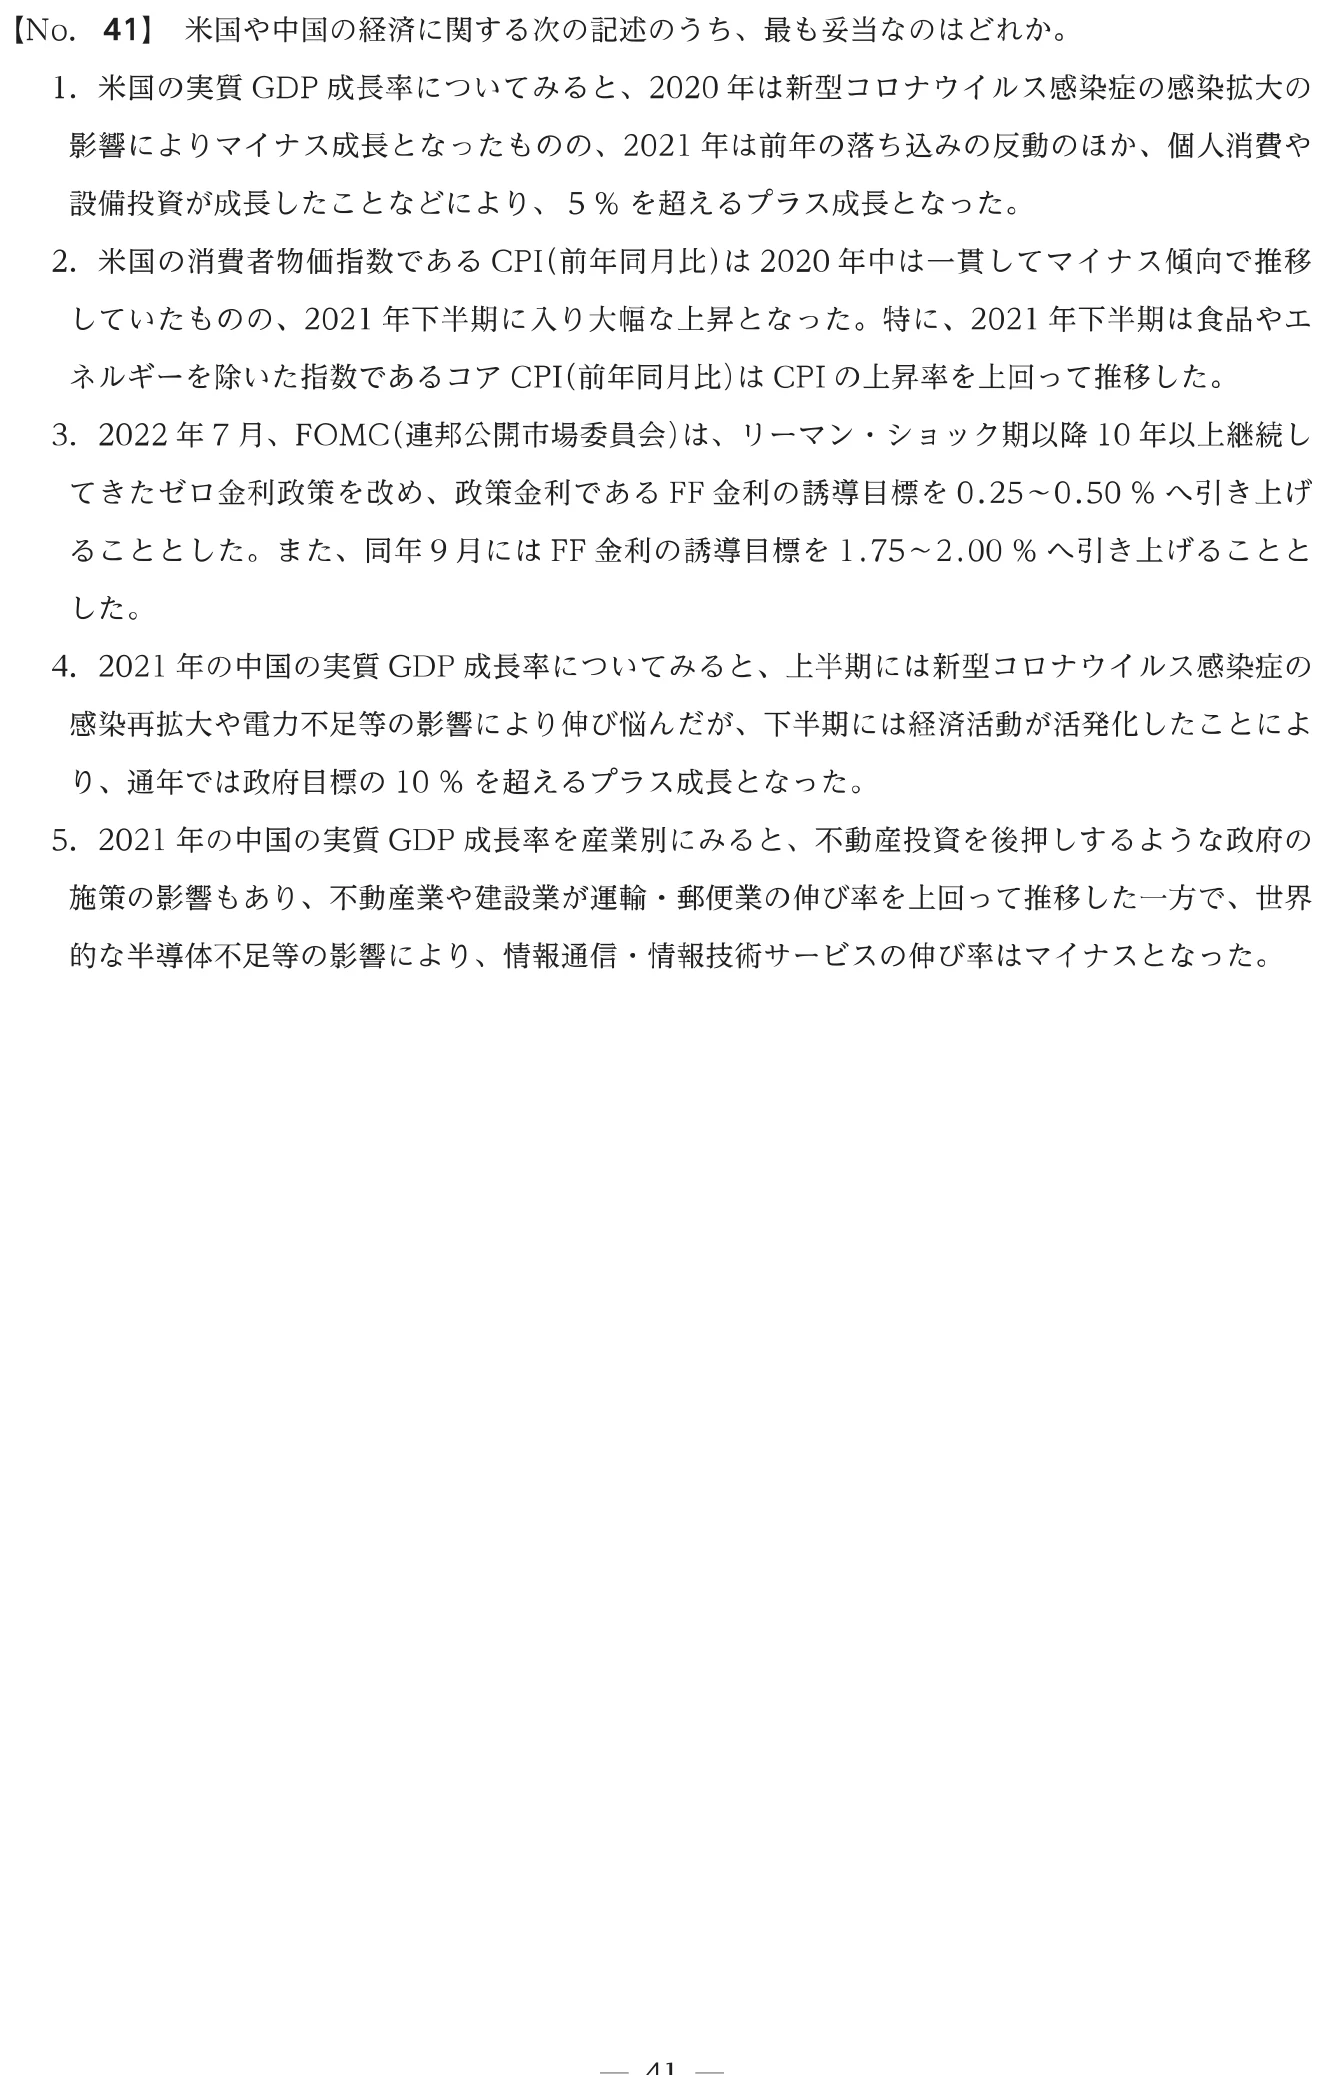 【No. 41】 米国や中国の経済に関する次の記述のうち、最も妥当なのはどれか。
1. 米国の実質 GDP 成長率についてみると、2020 年は新型コロナウイルス感染症の感染拡大の
影響によりマイナス成長となったものの、2021 年は前年の落ち込みの反動のほか、個人消費や
設備投資が成長したことなどにより、5 % を超えるプラス成長となった。
2. 米国の消費者物価指数である CPI(前年同月比)は 2020 年中は一貫してマイナス傾向で推移
していたものの、2021 年下半期に入り大幅な上昇となった。特に、2021 年下半期は食品やエ
ネルギーを除いた指数であるコア CPI(前年同月比)は CPI の上昇率を上回って推移した。
3. 2022 年 7 月、FOMC(連邦公開市場委員会)は、リーマン・ショック期以降 10 年以上継続し
てきたゼロ金利政策を改め、政策金利である FF 金利の誘導目標を 0.25~0.50 % へ引き上げ
ることとした。また、同年 9 月には FF 金利の誘導目標を 1.75~2.00 % へ引き上げることと
した。
4. 2021 年の中国の実質 GDP 成長率についてみると、上半期には新型コロナウイルス感染症の
感染再拡大や電力不足等の影響により伸び悩んだが、下半期には経済活動が活発化したことによ
り、通年では政府目標の 10 % を超えるプラス成長となった。
5. 2021 年の中国の実質 GDP 成長率を産業別にみると、不動産投資を後押しするような政府の
施策の影響もあり、不動産業や建設業が運輸・郵便業の伸び率を上回って推移した一方で、世界
的な半導体不足等の影響により、情報通信・情報技術サービスの伸び率はマイナスとなった。
— 41 —